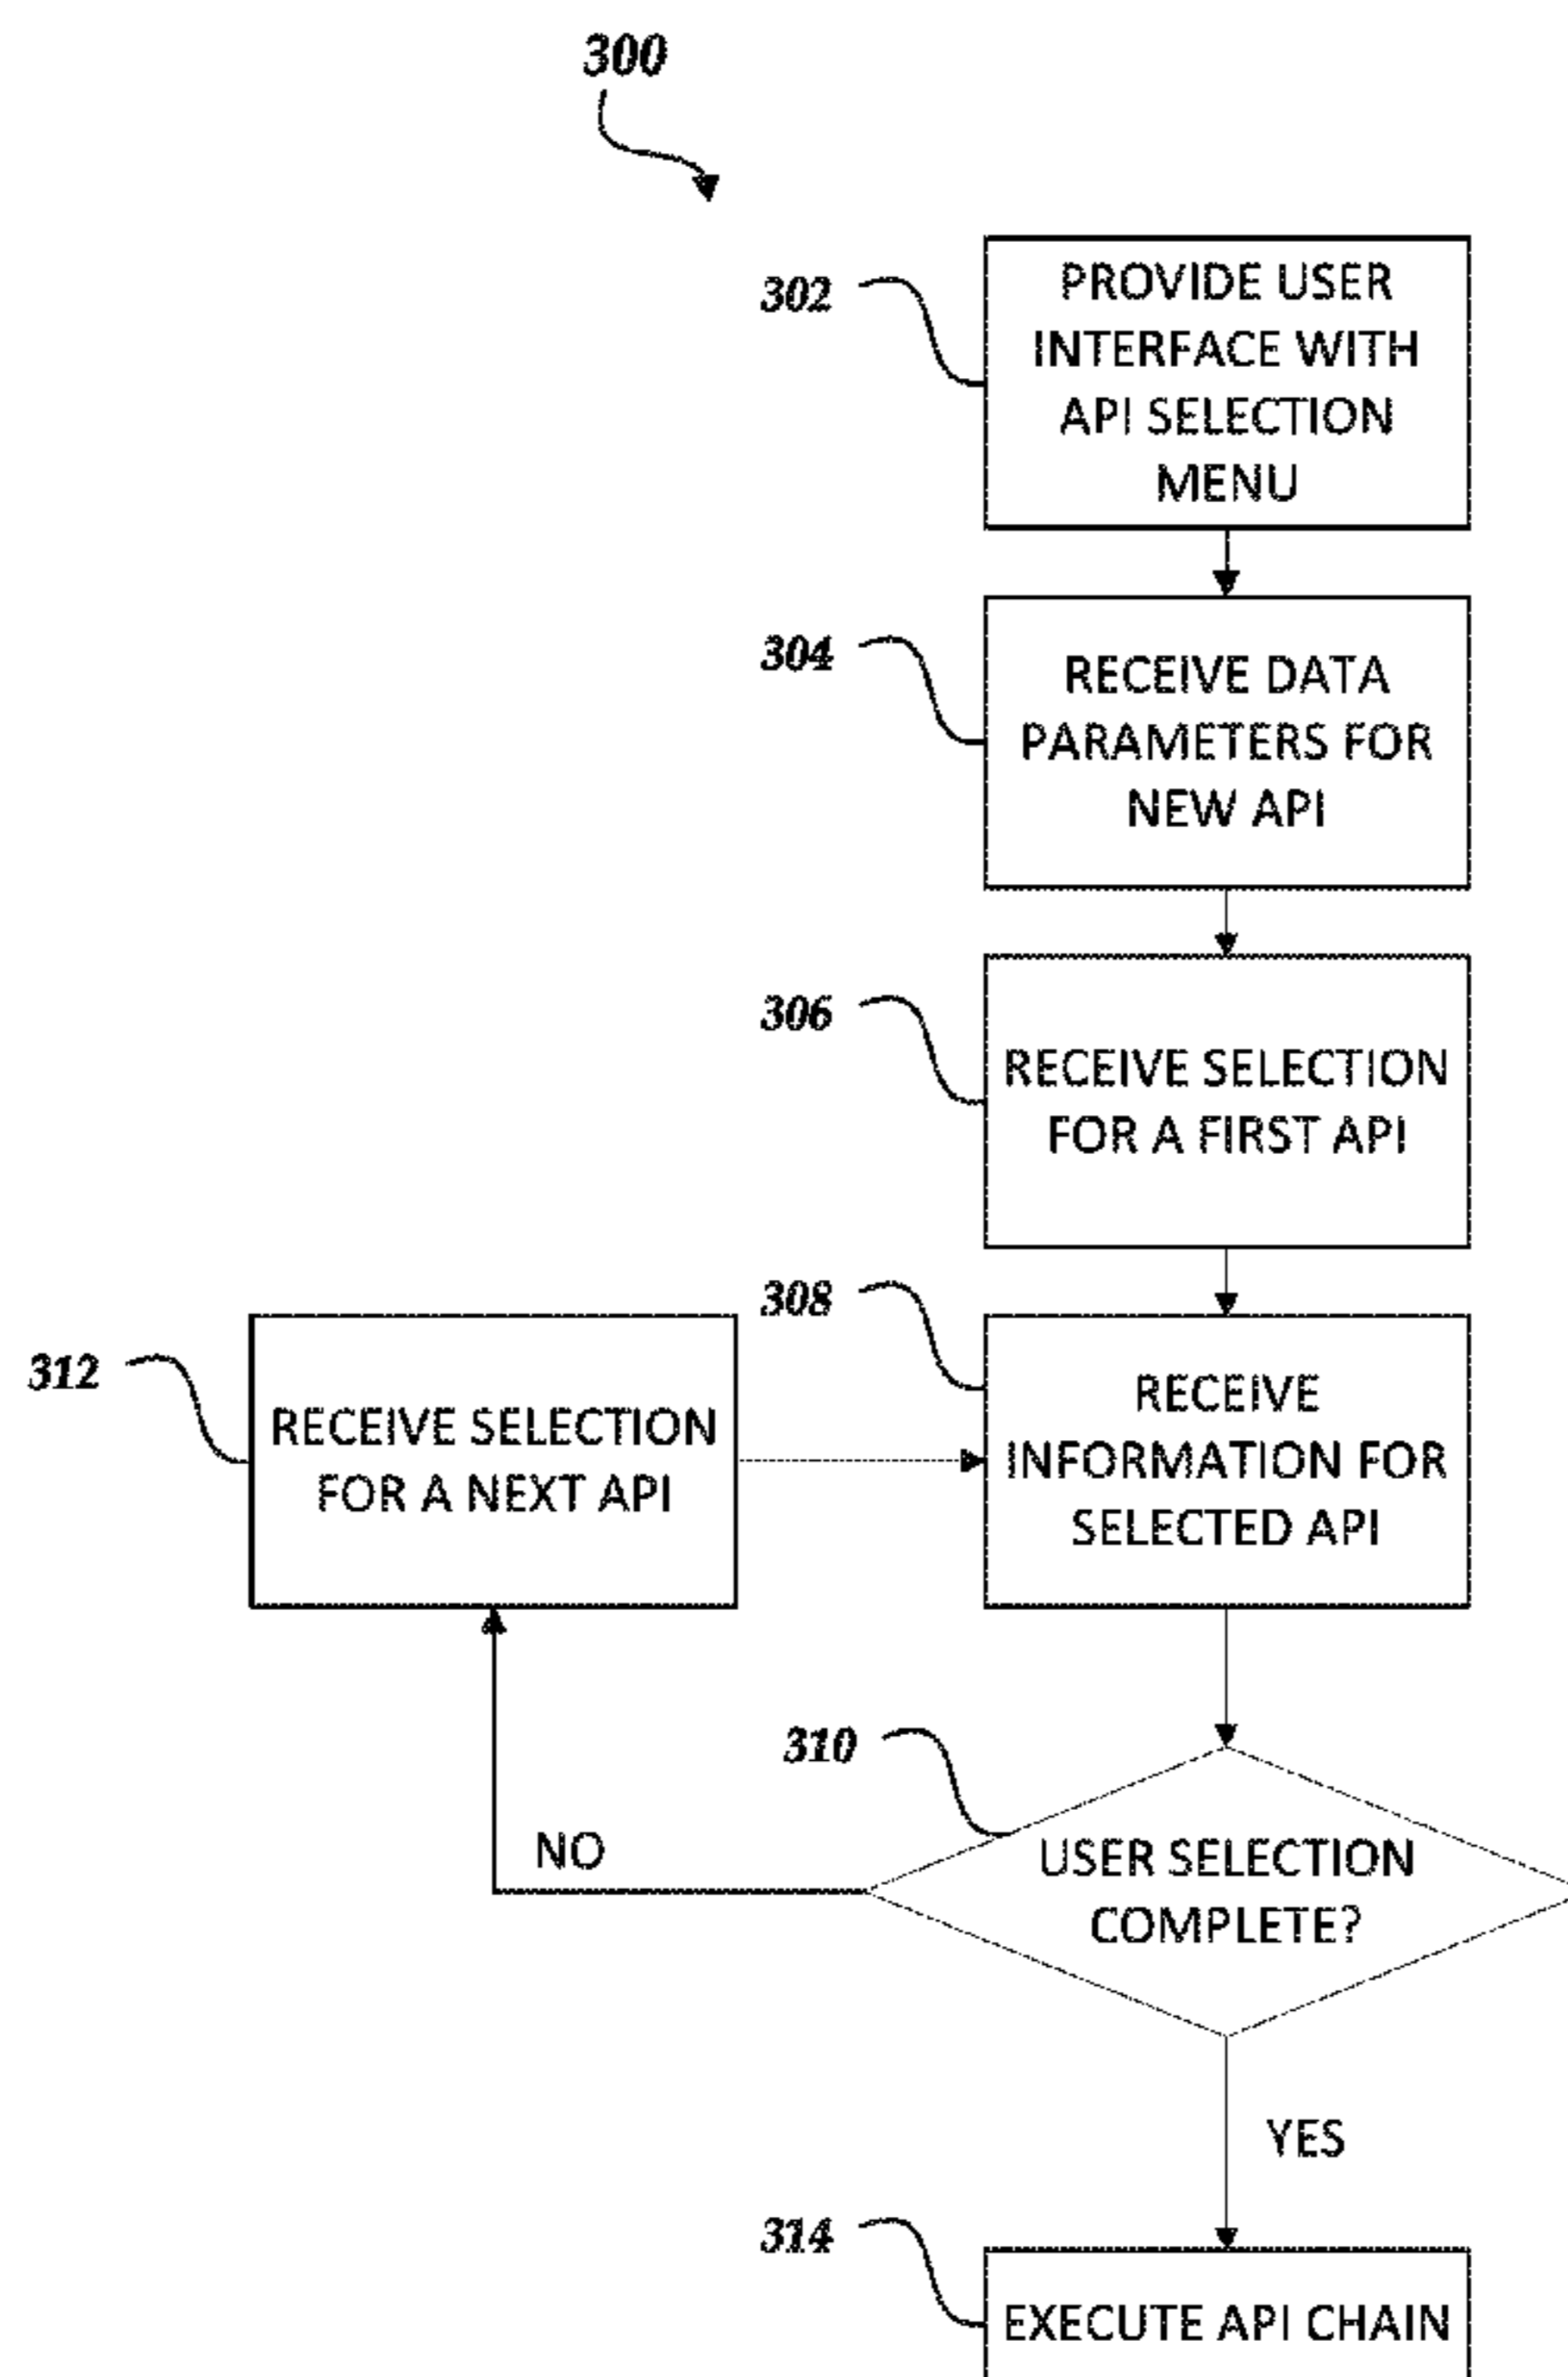 300
302
PROVIDE USER
INTERFACE WITH
API SELECTION
MENU
304
RECEIVE DATA
PARAMETERS FOR
NEW API
306
RECEIVE SELECTION
FOR A FIRST API
308
RECEIVE
INFORMATION FOR
SELECTED API
312
RECEIVE SELECTION
FOR A NEXT API
310
USER SELECTION
COMPLETE?
NO
YES
314
EXECUTE API CHAIN